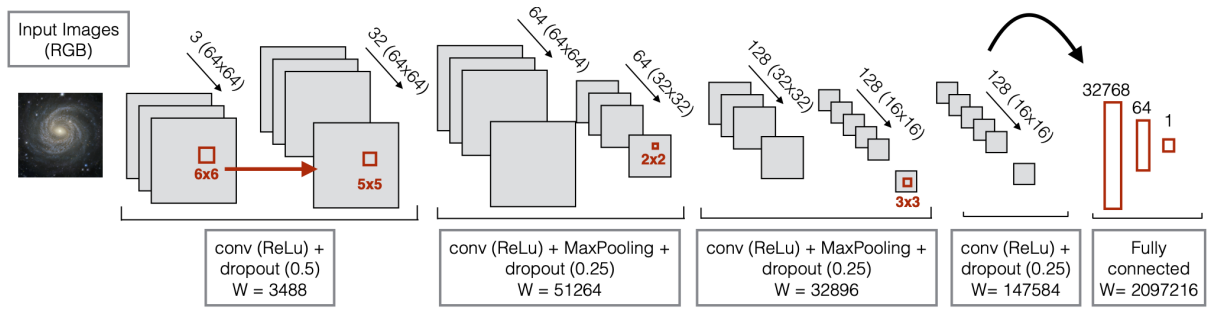 Input Images
(RGB)
3 (64x64)
32 (64x64)
64 (64x64)
64 (32x32)
128 (32x32)
128 (16x16)
128 (16x16)
32768
64
1
6x6
5x5
2x2
3x3
conv (ReLu) +
dropout (0.5)
W = 3488
conv (ReLu) + MaxPooling +
dropout (0.25)
W = 51264
conv (ReLu) + MaxPooling +
dropout (0.25)
W = 32896
conv (ReLu) +
dropout (0.25)
W= 147584
Fully
connected
W= 2097216